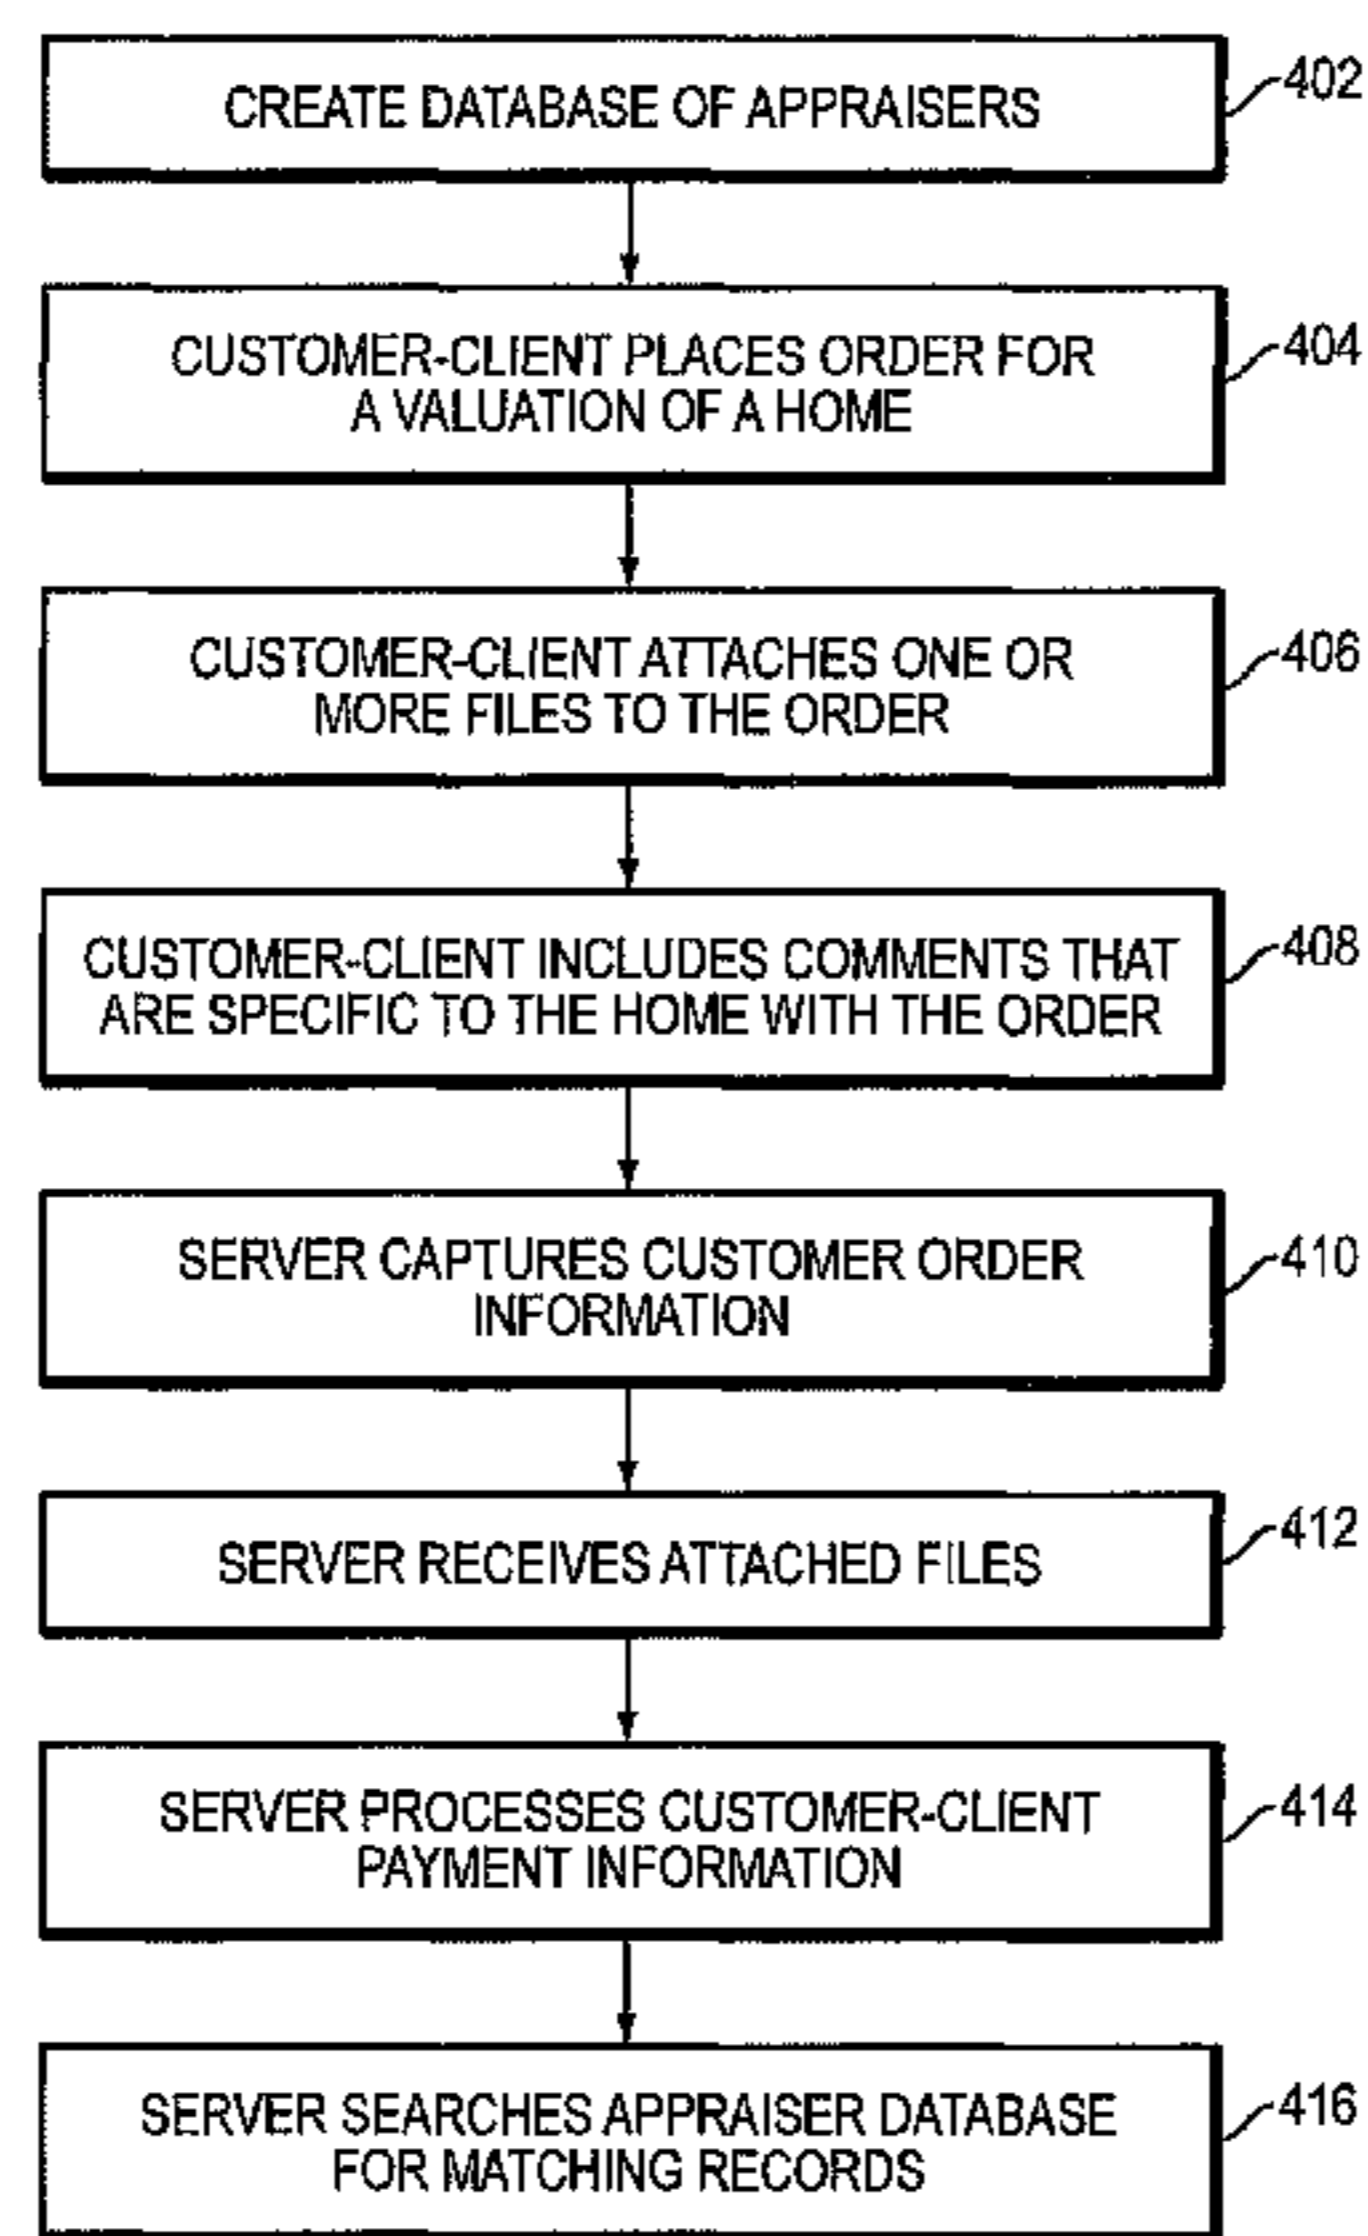 CREATE DATABASE OF APPRAISERS
402
CUSTOMER-CLIENT PLACES ORDER FOR
A VALUATION OF A HOME
404
CUSTOMER-CLIENT ATTACHES ONE OR
MORE FILES TO THE ORDER
406
CUSTOMER-CLIENT INCLUDES COMMENTS THAT
ARE SPECIFIC TO THE HOME WITH THE ORDER
408
SERVER CAPTURES CUSTOMER ORDER
INFORMATION
410
SERVER RECEIVES ATTACHED FILES
412
SERVER PROCESSES CUSTOMER-CLIENT
PAYMENT INFORMATION
414
SERVER SEARCHES APPRAISER DATABASE
FOR MATCHING RECORDS
416